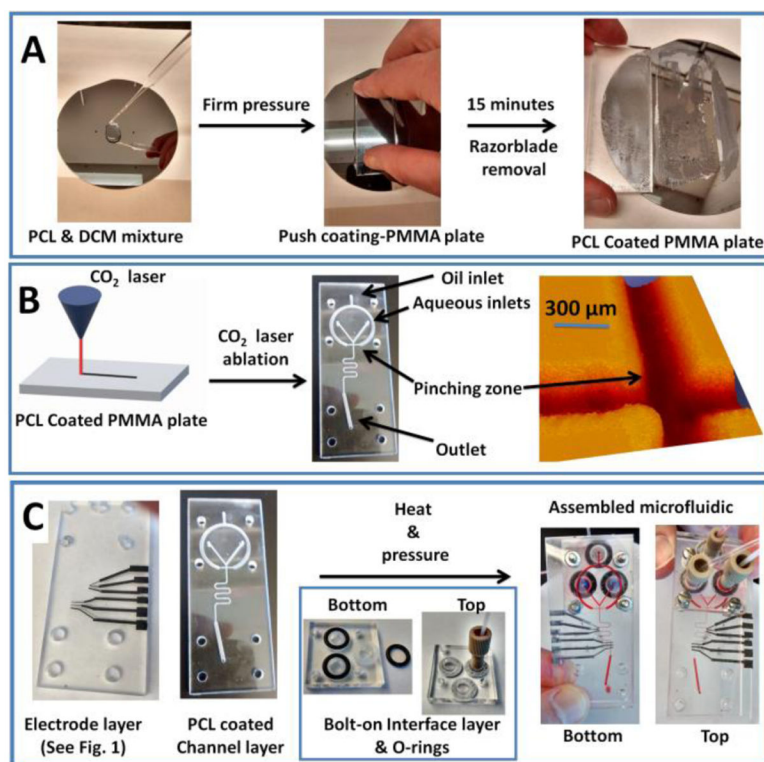 A
Firm pressure
15 minutes
Razorblade
removal
PCL & DCM mixture
Push coating-PMMA plate
PCL Coated PMMA plate
B
CO₂ laser
CO₂ laser
ablation
PCL Coated PMMA plate
Oil inlet
Aqueous inlets
Pinching zone
Outlet
300 µm
C
Heat
&
pressure
Assembled microfluidic
Electrode layer
(See Fig. 1)
PCL coated
Channel layer
Bottom
Top
Bolt-on Interface layer
& O-rings
Bottom
Top